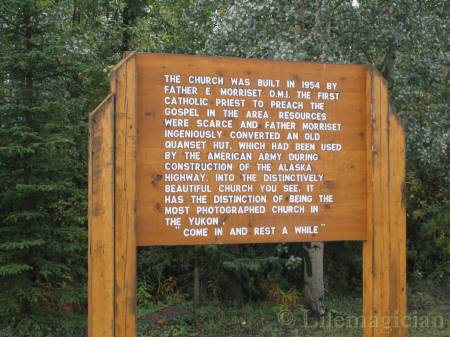 THE CHURCH WAS BUILT IN 1954 BY
FATHER E. MORRISET O.M.I. THE FIRST
CATHOLIC PRIEST TO PREACH THE
GOSPEL IN THE AREA. RESOURCES
WERE SCARCE AND FATHER MORRISET
INGENIOUSLY CONVERTED AN OLD
QUANSET HUT, WHICH HAD BEEN USED
BY THE AMERICAN ARMY DURING
CONSTRUCTION OF THE ALASKA
HIGHWAY, INTO THE DISTINCTIVELY
BEAUTIFUL CHURCH YOU SEE. IT
HAS THE DISTINCTION OF BEING THE
MOST PHOTOGRAPHED CHURCH IN
THE YUKON.
"COME IN AND REST A WHILE"
© Lifemagician